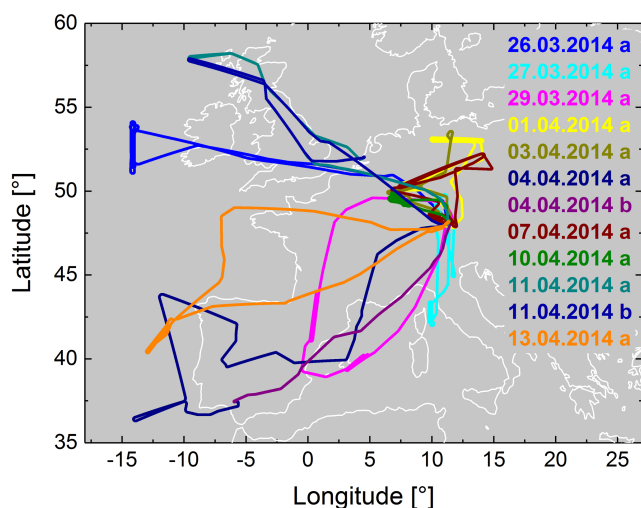 60
55
50
45
40
35
Latitude [°]
-15
-10
-5
0
5
10
15
20
25
Longitude [°]
26.03.2014 a
27.03.2014 a
29.03.2014 a
01.04.2014 a
03.04.2014 a
04.04.2014 a
04.04.2014 b
07.04.2014 a
10.04.2014 a
11.04.2014 a
11.04.2014 b
13.04.2014 a